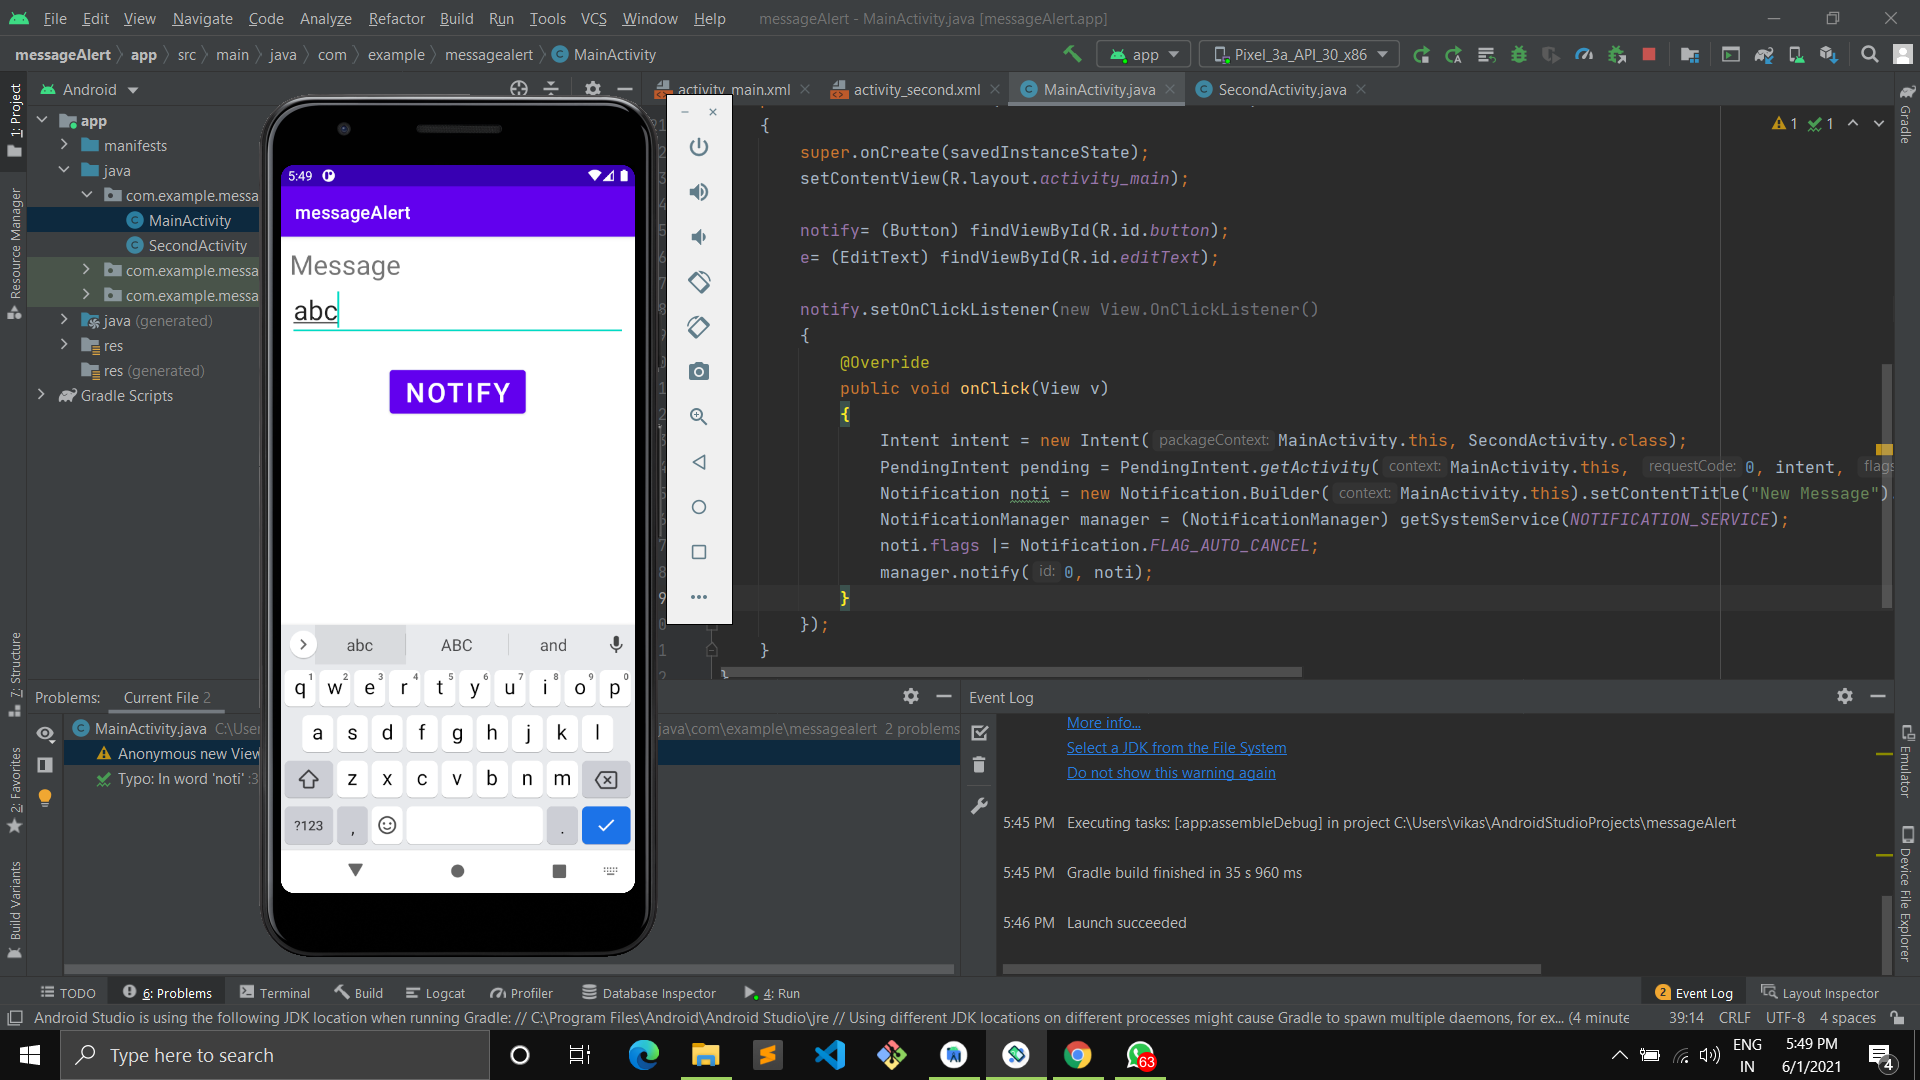 File Edit View Navigate Code Analyze Refactor Build Run Tools VCS Window Help messageAlert - MainActivity.java [messageAlert.app]
messageAlert app src main java com example messagealert MainActivity app Pixel_3a_API_30_x86
Android activity_main.xml activity_second.xml MainActivity.java SecondActivity.java
1: Project
Resource Manager
7: Structure
2: Favorites
Build Variants
app
manifests
java
com.example.messa
MainActivity
SecondActivity
com.example.messa
com.example.messa
java (generated)
res
res (generated)
Gradle Scripts
5:49
messageAlert
Message
abc
NOTIFY
abc ABC and
q1 w2 e3 r4 t5 y6 u7 i8 o9 p0
a s d f g h j k l
z x c v b n m
?123 , .
1 1
{
super.onCreate(savedInstanceState);
setContentView(R.layout.activity_main);
notify= (Button) findViewById(R.id.button);
e= (EditText) findViewById(R.id.editText);
notify.setOnClickListener(new View.OnClickListener()
{
@Override
public void onClick(View v)
{
Intent intent = new Intent( packageContext: MainActivity.this, SecondActivity.class);
PendingIntent pending = PendingIntent.getActivity( context: MainActivity.this, requestCode: 0, intent, flags
Notification noti = new Notification.Builder( context: MainActivity.this).setContentTitle("New Message")
NotificationManager manager = (NotificationManager) getSystemService(NOTIFICATION_SERVICE);
noti.flags |= Notification.FLAG_AUTO_CANCEL;
manager.notify( id: 0, noti);
}
});
}
}
Gradle
Emulator
Device File Explorer
Problems: Current File 2
MainActivity.java C:\User java\com\example\messagealert 2 problems
Anonymous new View
Typo: In word 'noti' :3
Event Log
More info...
Select a JDK from the File System
Do not show this warning again
5:45 PM Executing tasks: [:app:assembleDebug] in project C:\Users\vikas\AndroidStudioProjects\messageAlert
5:45 PM Gradle build finished in 35 s 960 ms
5:46 PM Launch succeeded
TODO 6: Problems Terminal Build Logcat Profiler Database Inspector 4: Run 2 Event Log Layout Inspector
Android Studio is using the following JDK location when running Gradle: // C:\Program Files\Android\Android Studio\jre // Using different JDK locations on different processes might cause Gradle to spawn multiple daemons, for ex... (4 minute 39:14 CRLF UTF-8 4 spaces
Type here to search
63
ENG
IN
5:49 PM
6/1/2021
4